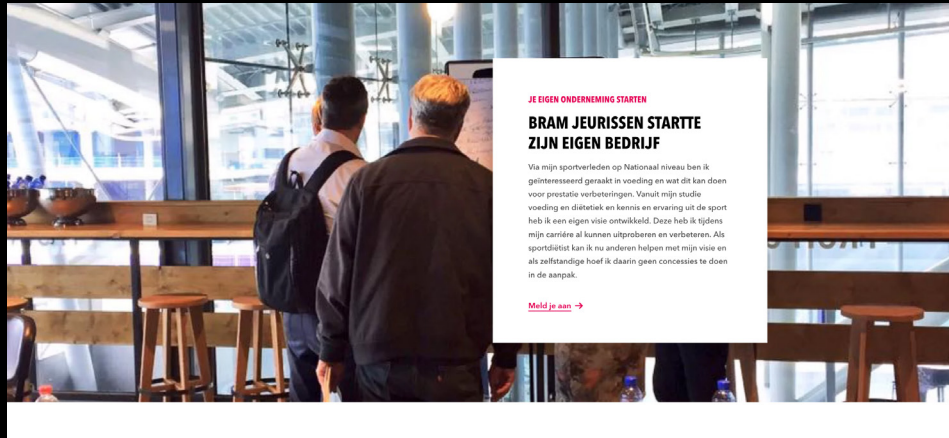 JE EIGEN ONDERNEMING STARTEN
BRAM JEURISSEN STARTTE
ZIJN EIGEN BEDRIJF
Via mijn sportverleden op Nationaal niveau ben ik
geïnteresseerd geraakt in voeding en wat dit kan doen
voor prestatie verbeteringen. Vanuit mijn studie
voeding en diëtetiek en kennis en ervaring uit de sport
heb ik een eigen visie ontwikkeld. Deze heb ik tijdens
mijn carriére al kunnen uitproberen en verbeteren. Als
sportdiëtist kan ik nu anderen helpen met mijn visie en
als zelfstandige hoef ik daarin geen concessies te doen
in de aanpak.
Meld je aan →